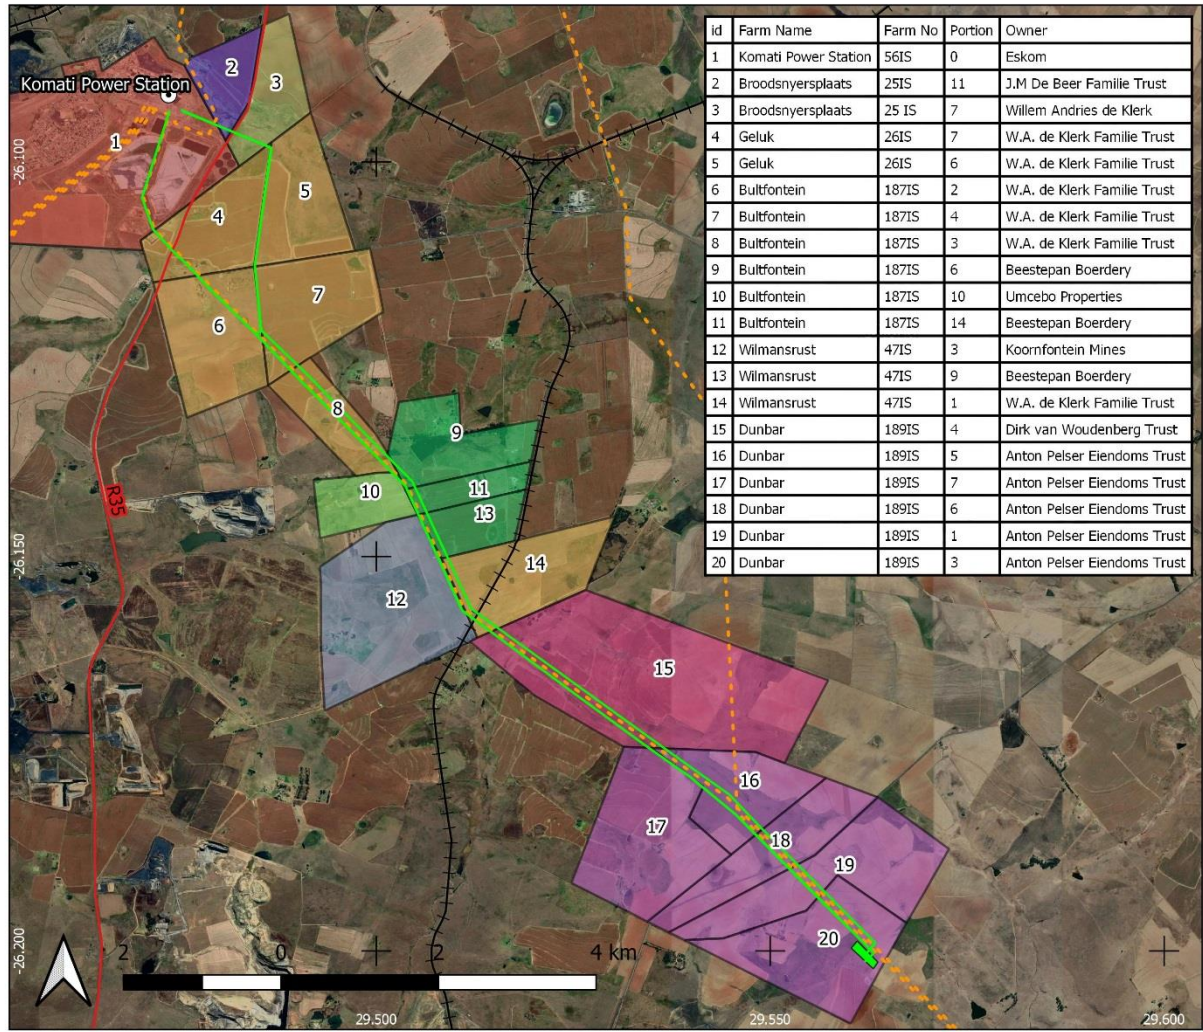 id Farm Name Farm No Portion Owner
1 Komati Power Station 56IS 0 Eskom
2 Broodsnyersplaats 25IS 11 J.M De Beer Familie Trust
3 Broodsnyersplaats 25 IS 7 Willem Andries de Klerk
4 Geluk 26IS 7 W.A. de Klerk Familie Trust
5 Geluk 26IS 6 W.A. de Klerk Familie Trust
6 Bultfontein 187IS 2 W.A. de Klerk Familie Trust
7 Bultfontein 187IS 4 W.A. de Klerk Familie Trust
8 Bultfontein 187IS 3 W.A. de Klerk Familie Trust
9 Bultfontein 187IS 6 Beestepan Boerdery
10 Bultfontein 187IS 10 Umcebo Properties
11 Bultfontein 187IS 14 Beestepan Boerdery
12 Wilmansrust 47IS 3 Koornfontein Mines
13 Wilmansrust 47IS 9 Beestepan Boerdery
14 Wilmansrust 47IS 1 W.A. de Klerk Familie Trust
15 Dunbar 189IS 4 Dirk van Woudenberg Trust
16 Dunbar 189IS 5 Anton Pelser Eiendoms Trust
17 Dunbar 189IS 7 Anton Pelser Eiendoms Trust
18 Dunbar 189IS 6 Anton Pelser Eiendoms Trust
19 Dunbar 189IS 1 Anton Pelser Eiendoms Trust
20 Dunbar 189IS 3 Anton Pelser Eiendoms Trust
Komati Power Station
1
2
3
4
5
6
7
8
9
10
11
12
13
14
15
16
17
18
19
20
R35
-26.100
-26.150
-26.200
2 0 2 4 km
29.500
29.550
29.600